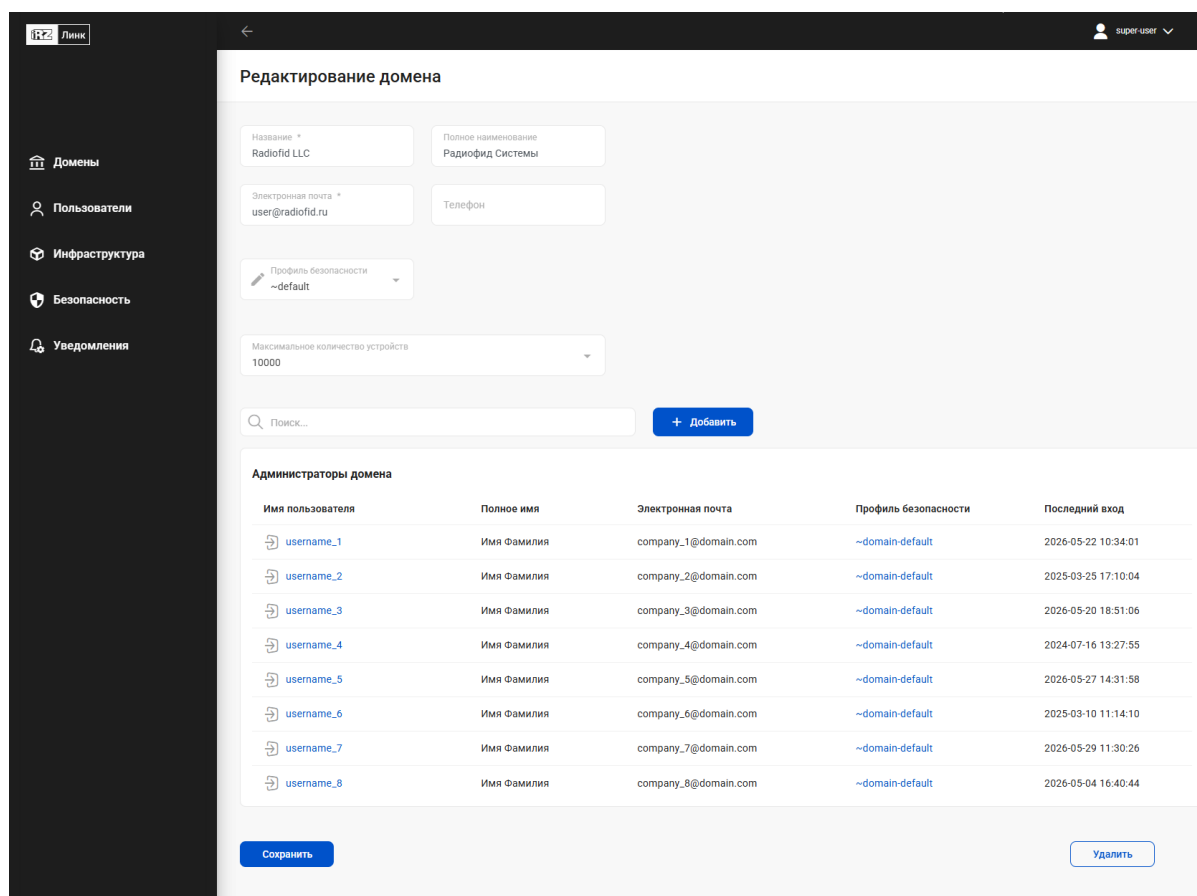 iRZ Линк
super-user
Редактирование домена
Домены
Пользователи
Инфраструктура
Безопасность
Уведомления
Название * Полное наименование
Radiofid LLC Радиофид Системы
Электронная почта *
user@radiofid.ru Телефон
Профиль безопасности
~default
Максимальное количество устройств
10000
Поиск... + Добавить
Администраторы домена
Имя пользователя Полное имя Электронная почта Профиль безопасности Последний вход
username_1 Имя Фамилия company_1@domain.com ~domain-default 2026-05-22 10:34:01
username_2 Имя Фамилия company_2@domain.com ~domain-default 2025-03-25 17:10:04
username_3 Имя Фамилия company_3@domain.com ~domain-default 2026-05-20 18:51:06
username_4 Имя Фамилия company_4@domain.com ~domain-default 2024-07-16 13:27:55
username_5 Имя Фамилия company_5@domain.com ~domain-default 2026-05-27 14:31:58
username_6 Имя Фамилия company_6@domain.com ~domain-default 2025-03-10 11:14:10
username_7 Имя Фамилия company_7@domain.com ~domain-default 2026-05-29 11:30:26
username_8 Имя Фамилия company_8@domain.com ~domain-default 2026-05-04 16:40:44
Сохранить Удалить